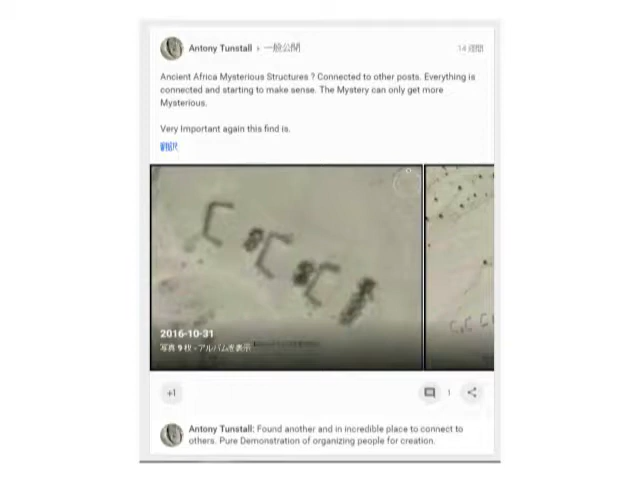 Antony Tunstall › 一般公開
14 週間
Ancient Africa Mysterious Structures ? Connected to other posts. Everything is
connected and starting to make sense. The Mystery can only get more
Mysterious.
Very Important again this find is.
翻訳
2016-10-31
写真 9 枚 - アルバムを表示
+1
1
Antony Tunstall: Found another and in incredible place to connect to
others. Pure Demonstration of organizing people for creation.